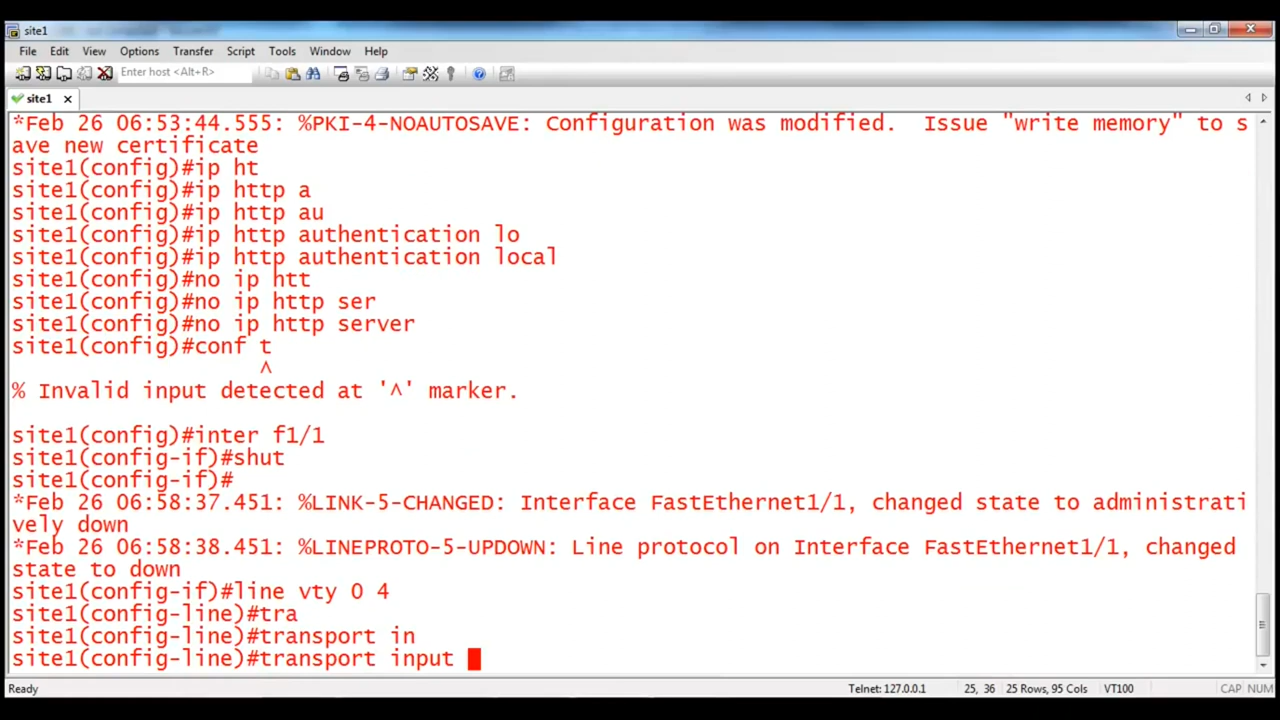 site1
File Edit View Options Transfer Script Tools Window Help
Enter host <Alt+R>
site1
*Feb 26 06:53:44.555: %PKI-4-NOAUTOSAVE: Configuration was modified.  Issue "write memory" to s
ave new certificate
site1(config)#ip ht
site1(config)#ip http a
site1(config)#ip http au
site1(config)#ip http authentication lo
site1(config)#ip http authentication local
site1(config)#no ip htt
site1(config)#no ip http ser
site1(config)#no ip http server
site1(config)#conf t
^
% Invalid input detected at '^' marker.
site1(config)#inter f1/1
site1(config-if)#shut
site1(config-if)#
*Feb 26 06:58:37.451: %LINK-5-CHANGED: Interface FastEthernet1/1, changed state to administrati
vely down
*Feb 26 06:58:38.451: %LINEPROTO-5-UPDOWN: Line protocol on Interface FastEthernet1/1, changed
state to down
site1(config-if)#line vty 0 4
site1(config-line)#tra
site1(config-line)#transport in
site1(config-line)#transport input
Ready Telnet: 127.0.0.1 25, 36 25 Rows, 95 Cols VT100 CAP NUM